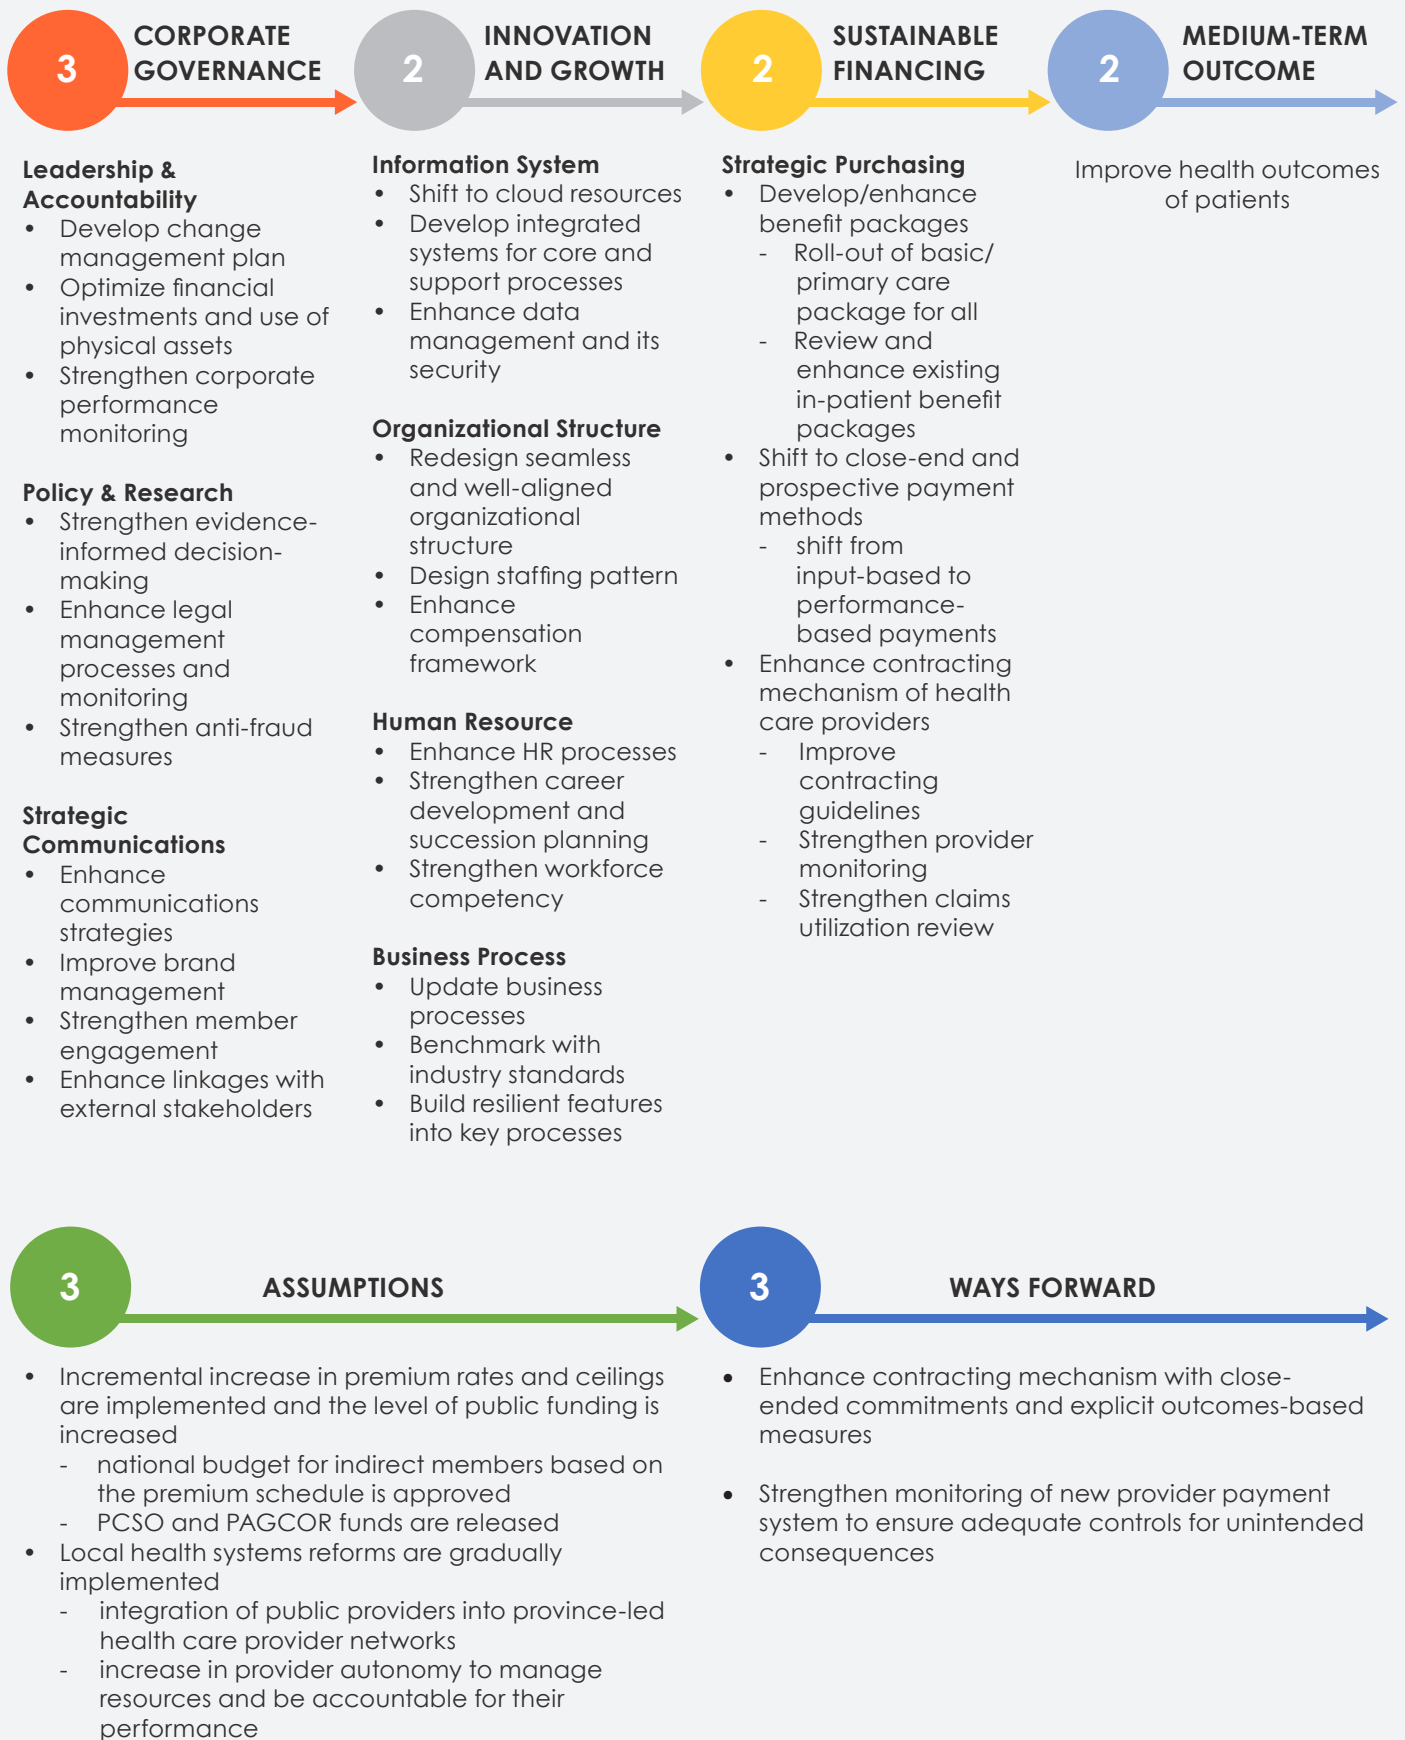 3
CORPORATE
GOVERNANCE
Leadership &
Accountability
• Develop change
management plan
• Optimize financial
investments and use of
physical assets
• Strengthen corporate
performance
monitoring
Policy & Research
• Strengthen evidence-
informed decision-
making
• Enhance legal
management
processes and
monitoring
• Strengthen anti-fraud
measures
Strategic
Communications
• Enhance
communications
strategies
• Improve brand
management
• Strengthen member
engagement
• Enhance linkages with
external stakeholders
2
INNOVATION
AND GROWTH
Information System
• Shift to cloud resources
• Develop integrated
systems for core and
support processes
• Enhance data
management and its
security
Organizational Structure
• Redesign seamless
and well-aligned
organizational
structure
• Design staffing pattern
• Enhance
compensation
framework
Human Resource
• Enhance HR processes
• Strengthen career
development and
succession planning
• Strengthen workforce
competency
Business Process
• Update business
processes
• Benchmark with
industry standards
• Build resilient features
into key processes
2
SUSTAINABLE
FINANCING
Strategic Purchasing
• Develop/enhance
benefit packages
- Roll-out of basic/
primary care
package for all
- Review and
enhance existing
in-patient benefit
packages
• Shift to close-end and
prospective payment
methods
- shift from
input-based to
performance-
based payments
• Enhance contracting
mechanism of health
care providers
- Improve
contracting
guidelines
- Strengthen provider
monitoring
- Strengthen claims
utilization review
2
MEDIUM-TERM
OUTCOME
Improve health outcomes
of patients
3
ASSUMPTIONS
• Incremental increase in premium rates and ceilings
are implemented and the level of public funding is
increased
- national budget for indirect members based on
the premium schedule is approved
- PCSO and PAGCOR funds are released
• Local health systems reforms are gradually
implemented
- integration of public providers into province-led
health care provider networks
- increase in provider autonomy to manage
resources and be accountable for their
performance
3
WAYS FORWARD
• Enhance contracting mechanism with close-
ended commitments and explicit outcomes-based
measures
• Strengthen monitoring of new provider payment
system to ensure adequate controls for unintended
consequences